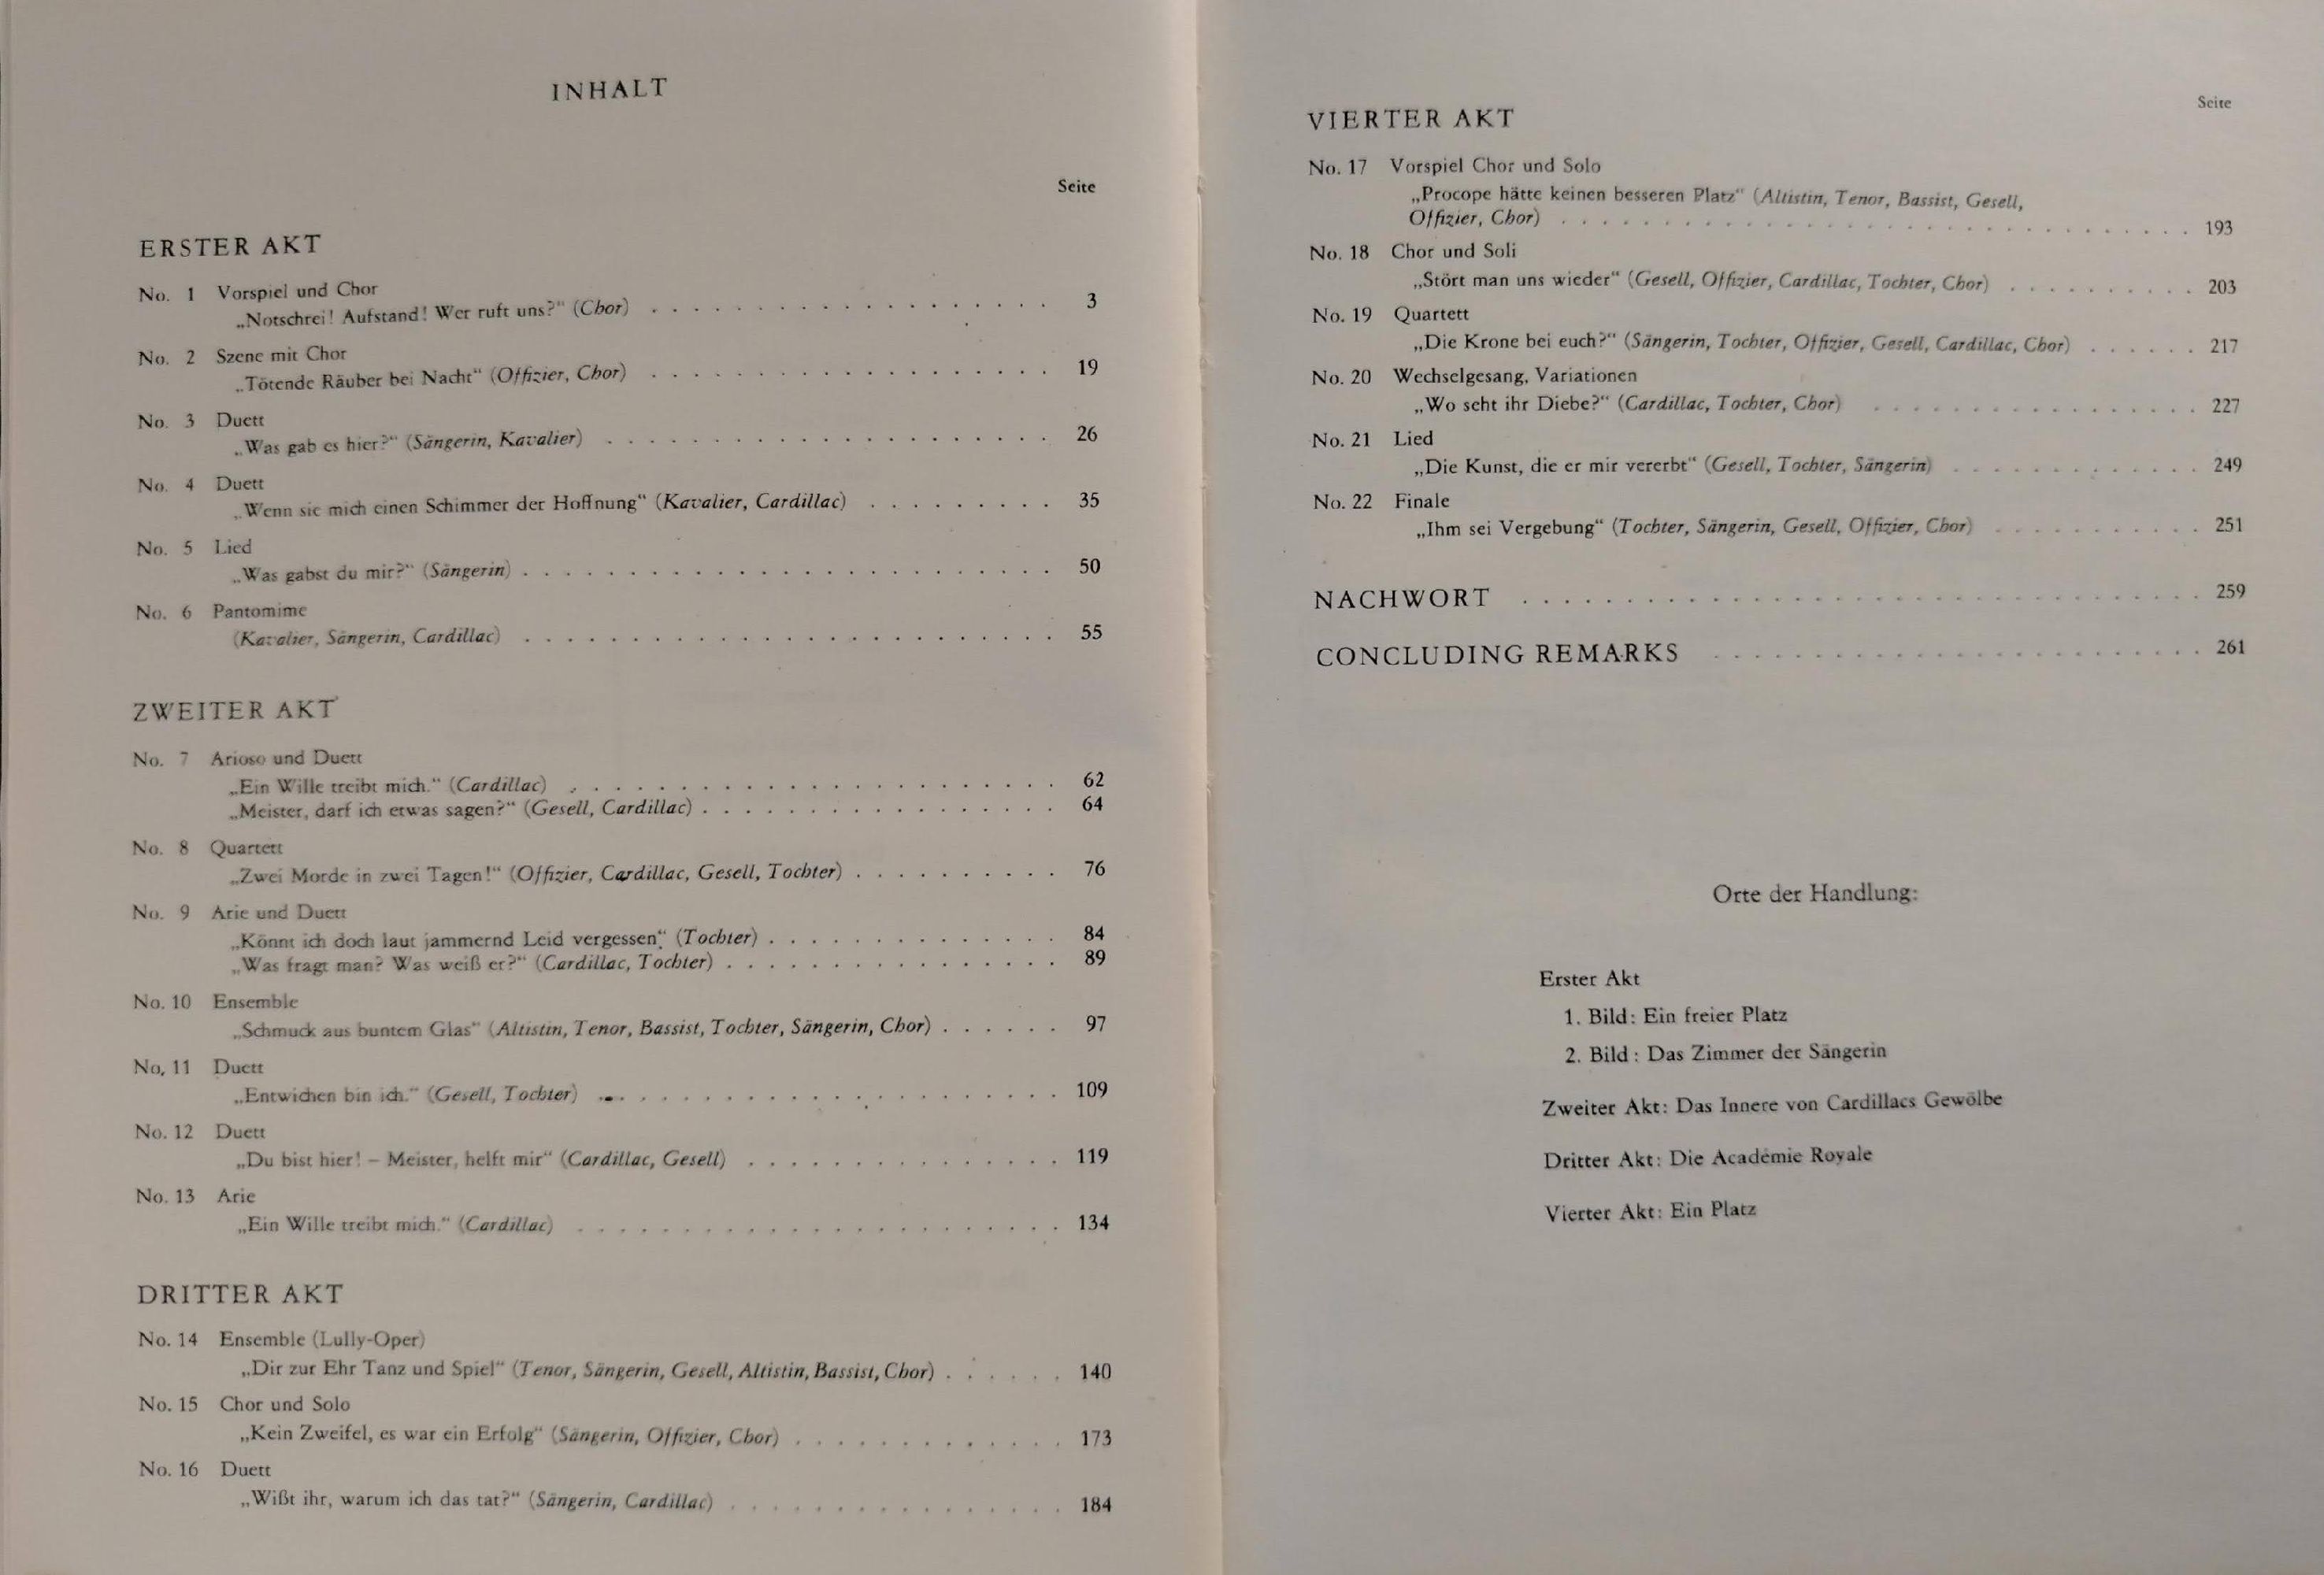 INHALT
Seite
ERSTER AKT
No. 1 Vorspiel und Chor
„Notschrei! Aufstand! Wer ruft uns?“ (Chor) . . . . . . . . . . . . . . . . . . . 3
No. 2 Szene mit Chor
„Tötende Räuber bei Nacht“ (Offizier, Chor) . . . . . . . . . . . . . . . . . . . 19
No. 3 Duett
„Was gab es hier?“ (Sängerin, Kavalier) . . . . . . . . . . . . . . . . . . . . . 26
No. 4 Duett
„Wenn sie mich einen Schimmer der Hoffnung“ (Kavalier, Cardillac) . . . . . . . . . 35
No. 5 Lied
„Was gabst du mir?“ (Sängerin) . . . . . . . . . . . . . . . . . . . . . . . . . 50
No. 6 Pantomime
(Kavalier, Sängerin, Cardillac) . . . . . . . . . . . . . . . . . . . . . . . . . 55
ZWEITER AKT
No. 7 Arioso und Duett
„Ein Wille treibt mich.“ (Cardillac) . . . . . . . . . . . . . . . . . . . . . . . 62
„Meister, darf ich etwas sagen?“ (Gesell, Cardillac) . . . . . . . . . . . . . . . . . 64
No. 8 Quartett
„Zwei Morde in zwei Tagen!“ (Offizier, Cardillac, Gesell, Tochter) . . . . . . . . . . 76
No. 9 Arie und Duett
„Könnt ich doch laut jammernd Leid vergessen“ (Tochter) . . . . . . . . . . . . . . 84
„Was fragt man? Was weiß er?“ (Cardillac, Tochter) . . . . . . . . . . . . . . . . 89
No. 10 Ensemble
„Schmuck aus buntem Glas“ (Altistin, Tenor, Bassist, Tochter, Sängerin, Chor) . . . . . . 97
No, 11 Duett
„Entwichen bin ich.“ (Gesell, Tochter) . . . . . . . . . . . . . . . . . . . . . . 109
No. 12 Duett
„Du bist hier! – Meister, helft mir“ (Cardillac, Gesell) . . . . . . . . . . . . . . . 119
No. 13 Arie
„Ein Wille treibt mich.“ (Cardillac) . . . . . . . . . . . . . . . . . . . . . . . 134
DRITTER AKT
No. 14 Ensemble (Lully-Oper)
„Dir zur Ehr Tanz und Spiel“ (Tenor, Sängerin, Gesell, Altistin, Bassist, Chor) . . . . . . 140
No. 15 Chor und Solo
„Kein Zweifel, es war ein Erfolg“ (Sängerin, Offizier, Chor) . . . . . . . . . . . . . 173
No. 16 Duett
„Wißt ihr, warum ich das tat?“ (Sängerin, Cardillac) . . . . . . . . . . . . . . . . 184
Seite
VIERTER AKT
No. 17 Vorspiel Chor und Solo
„Procope hätte keinen besseren Platz“ (Altistin, Tenor, Bassist, Gesell,
Offizier, Chor) . . . . . . . . . . . . . . . . . . . . . . . . . . . . . . 193
No. 18 Chor und Soli
„Stört man uns wieder“ (Gesell, Offizier, Cardillac, Tochter, Chor) . . . . . . . . . . 203
No. 19 Quartett
„Die Krone bei euch?“ (Sängerin, Tochter, Offizier, Gesell, Cardillac, Chor) . . . . . . 217
No. 20 Wechselgesang, Variationen
„Wo seht ihr Diebe?“ (Cardillac, Tochter, Chor) . . . . . . . . . . . . . . . . 227
No. 21 Lied
„Die Kunst, die er mir vererbt“ (Gesell, Tochter, Sängerin) . . . . . . . . . . . . . 249
No. 22 Finale
„Ihm sei Vergebung“ (Tochter, Sängerin, Gesell, Offizier, Chor) . . . . . . . . . . . 251
NACHWORT . . . . . . . . . . . . . . . . . . . . . . . . . . . . . . . . 259
CONCLUDING REMARKS . . . . . . . . . . . . . . . . . . . . . . . . 261
Orte der Handlung:
Erster Akt
1. Bild: Ein freier Platz
2. Bild: Das Zimmer der Sängerin
Zweiter Akt: Das Innere von Cardillacs Gewölbe
Dritter Akt: Die Académie Royale
Vierter Akt: Ein Platz